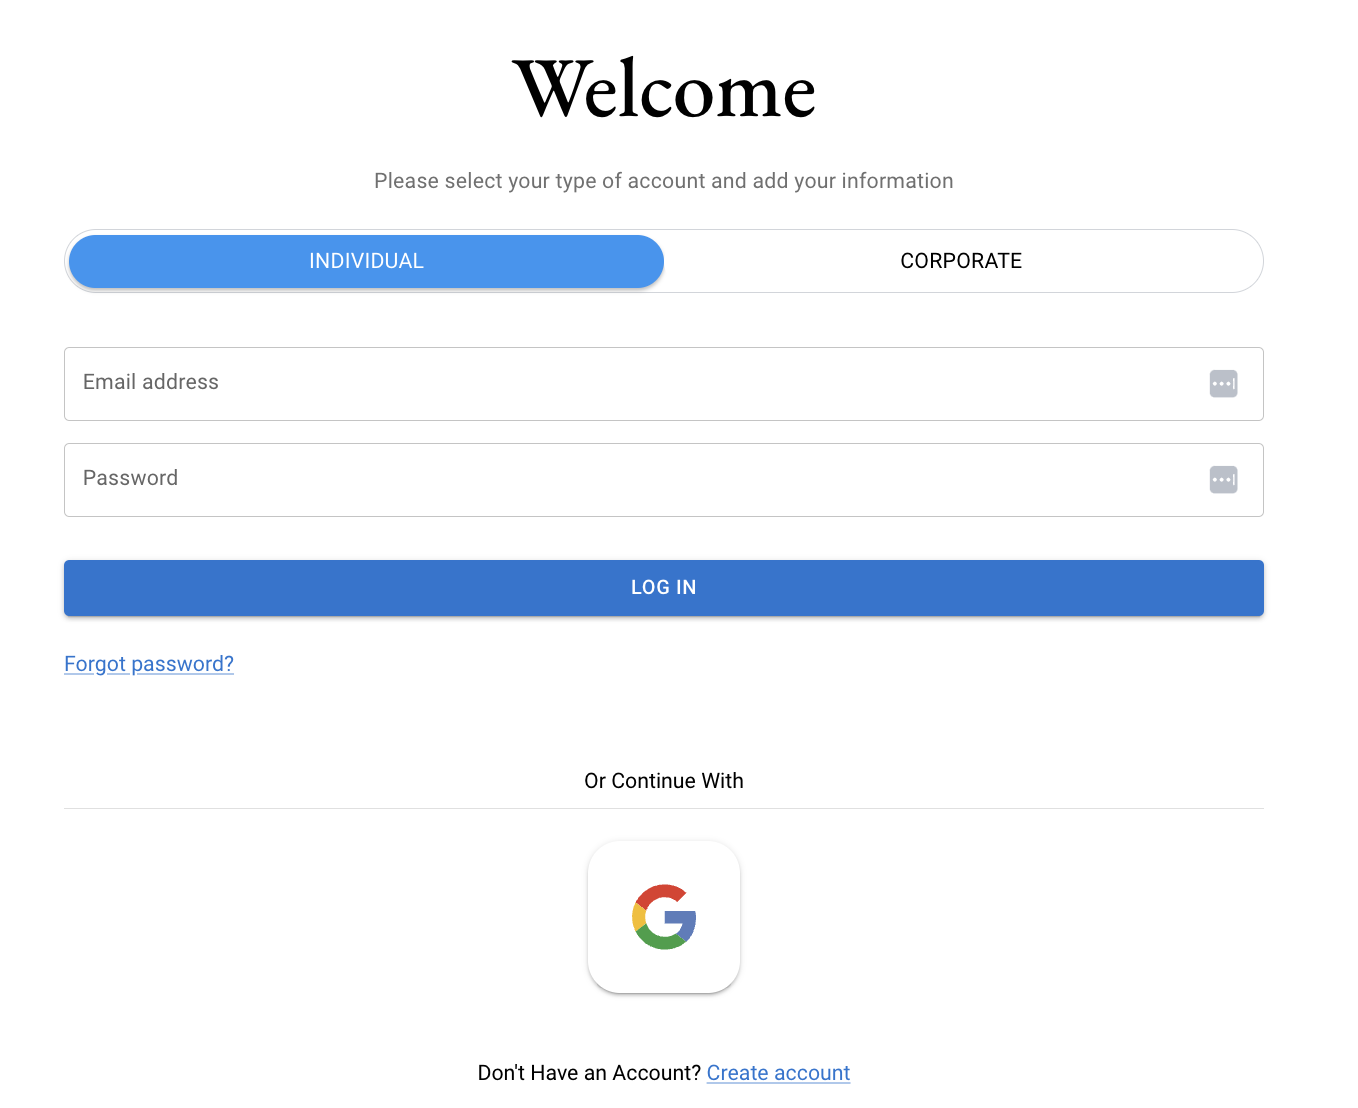 Welcome
Please select your type of account and add your information
INDIVIDUAL
CORPORATE
Email address
Password
LOG IN
Forgot password?
Or Continue With
Don't Have an Account? Create account